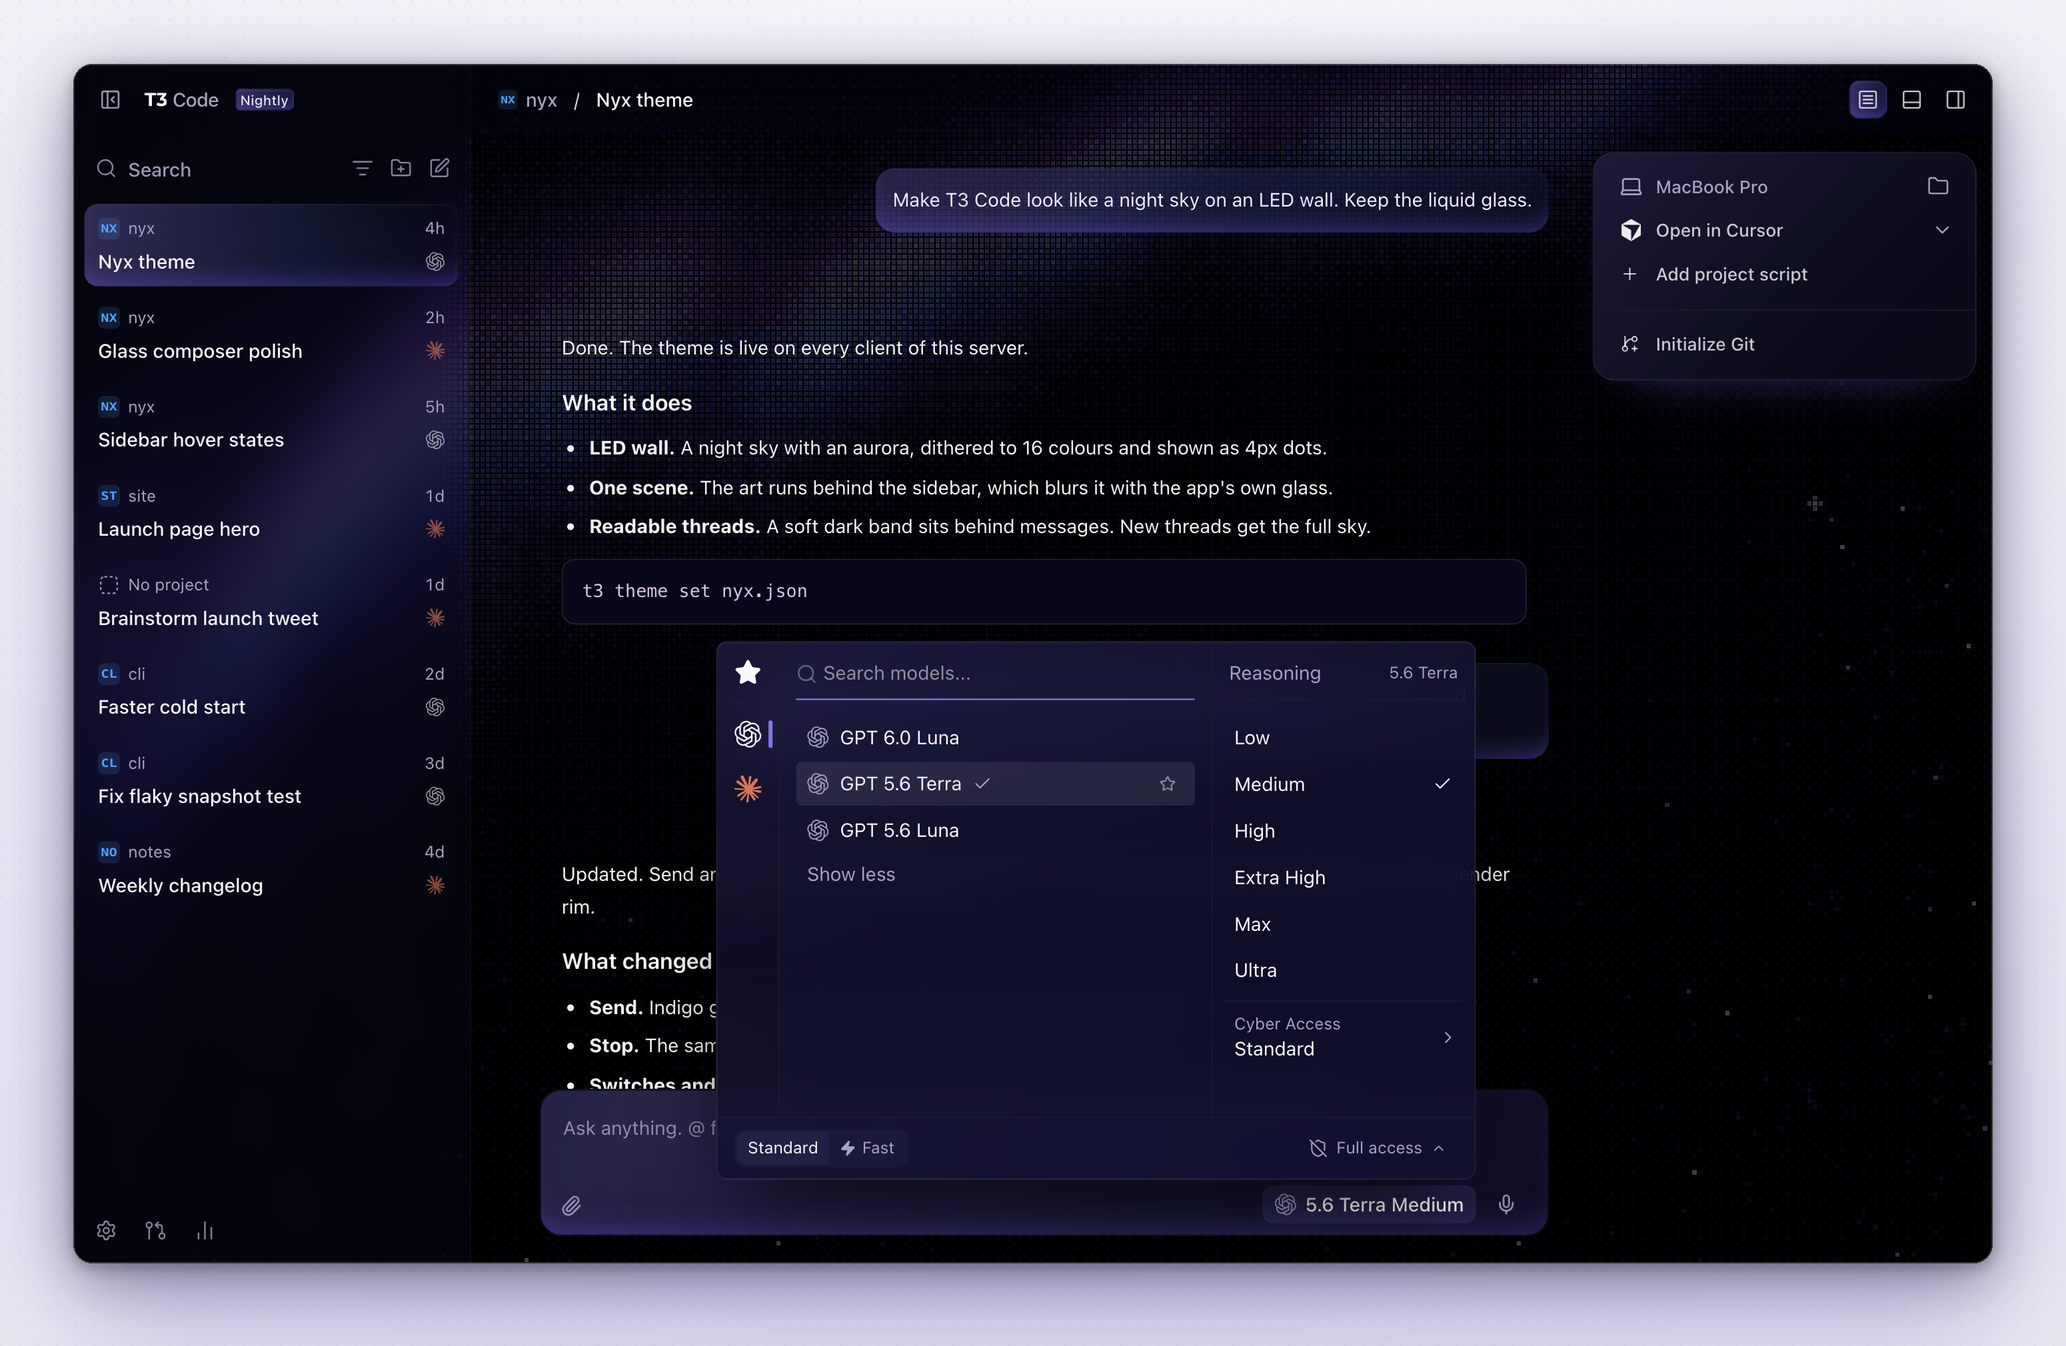 T3 Code Nightly
Search
NX nyx 4h
Nyx theme
NX nyx 2h
Glass composer polish
NX nyx 5h
Sidebar hover states
ST site 1d
Launch page hero
No project 1d
Brainstorm launch tweet
CL cli 2d
Faster cold start
CL cli 3d
Fix flaky snapshot test
NO notes 4d
Weekly changelog
NX nyx / Nyx theme
Make T3 Code look like a night sky on an LED wall. Keep the liquid glass.
Done. The theme is live on every client of this server.
What it does
• LED wall. A night sky with an aurora, dithered to 16 colours and shown as 4px dots.
• One scene. The art runs behind the sidebar, which blurs it with the app's own glass.
• Readable threads. A soft dark band sits behind messages. New threads get the full sky.
t3 theme set nyx.json
Updated. Send
rim.
What changed
• Send. Indigo
• Stop. The
• Switches and
Ask anything. @
5.6 Terra Medium
Search models...
GPT 6.0 Luna
GPT 5.6 Terra
GPT 5.6 Luna
Show less
Reasoning 5.6 Terra
Low
Medium
High
Extra High
Max
Ultra
Cyber Access
Standard
Standard Fast
Full access
MacBook Pro
Open in Cursor
Add project script
Initialize Git